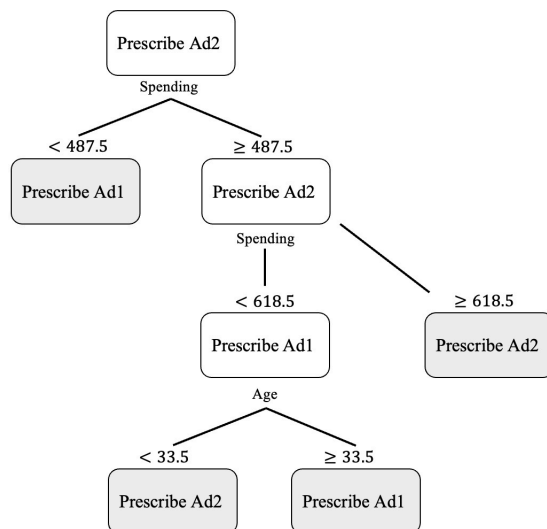 Prescribe Ad2
Spending
< 487.5
≥ 487.5
Prescribe Ad1
Prescribe Ad2
Spending
< 618.5
≥ 618.5
Prescribe Ad1
Prescribe Ad2
Age
< 33.5
≥ 33.5
Prescribe Ad2
Prescribe Ad1